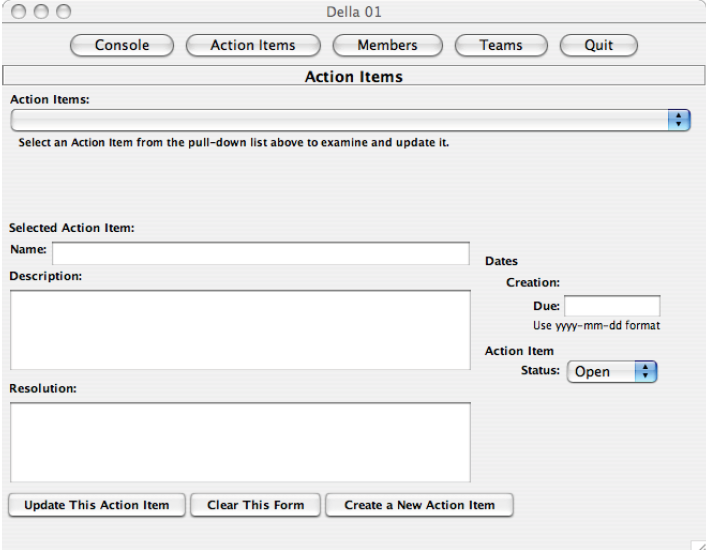 Della 01
Console Action Items Members Teams Quit
Action Items
Action Items:
Select an Action Item from the pull-down list above to examine and update it.
Selected Action Item:
Name:
Dates
Description:
Creation:
Due:
Use yyyy-mm-dd format
Action Item
Status: Open
Resolution:
Update This Action Item Clear This Form Create a New Action Item